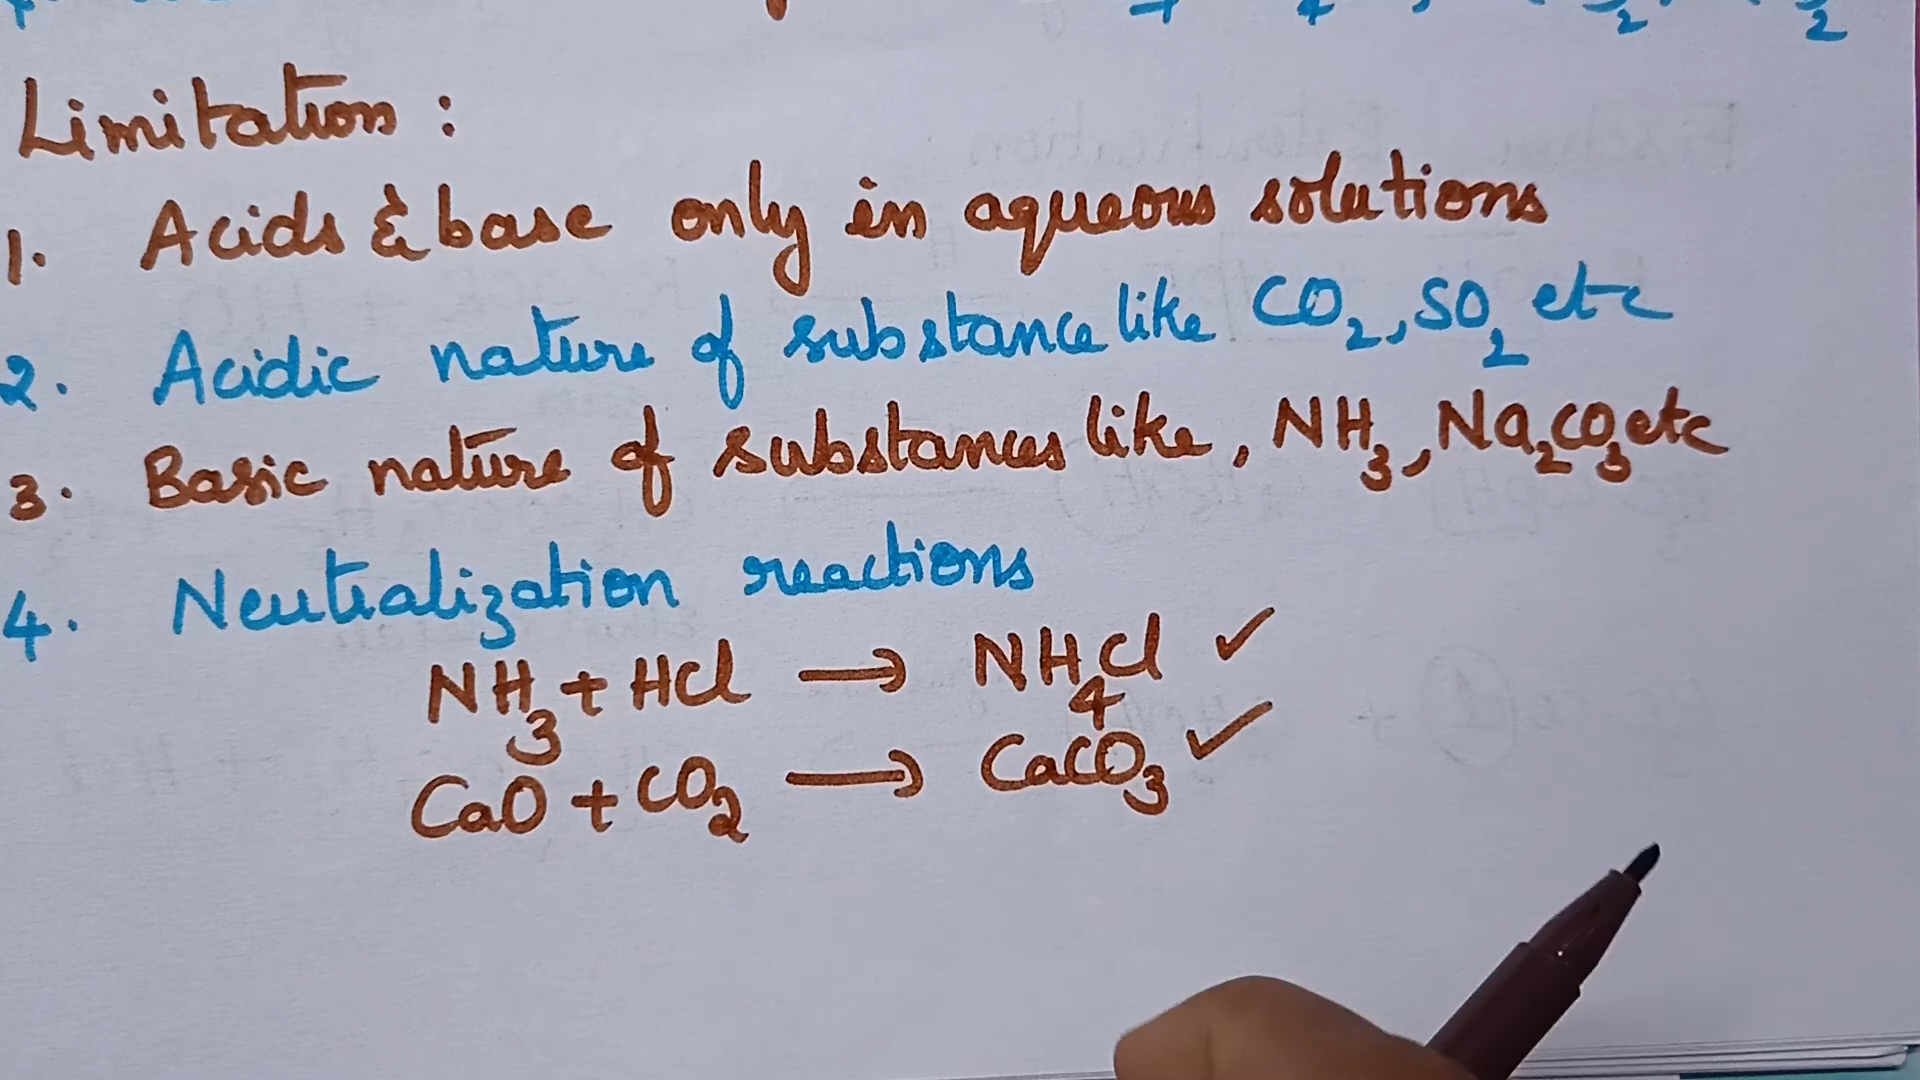 Limitation :
1. Acids & base only in aqueous solutions
2. Acidic nature of substance like CO₂, SO₂ etc
3. Basic nature of substances like, NH₃, Na₂CO₃ etc
4. Neutralization reactions
NH₃ + HCl → NH₄Cl ✓
CaO + CO₂ → CaCO₃ ✓